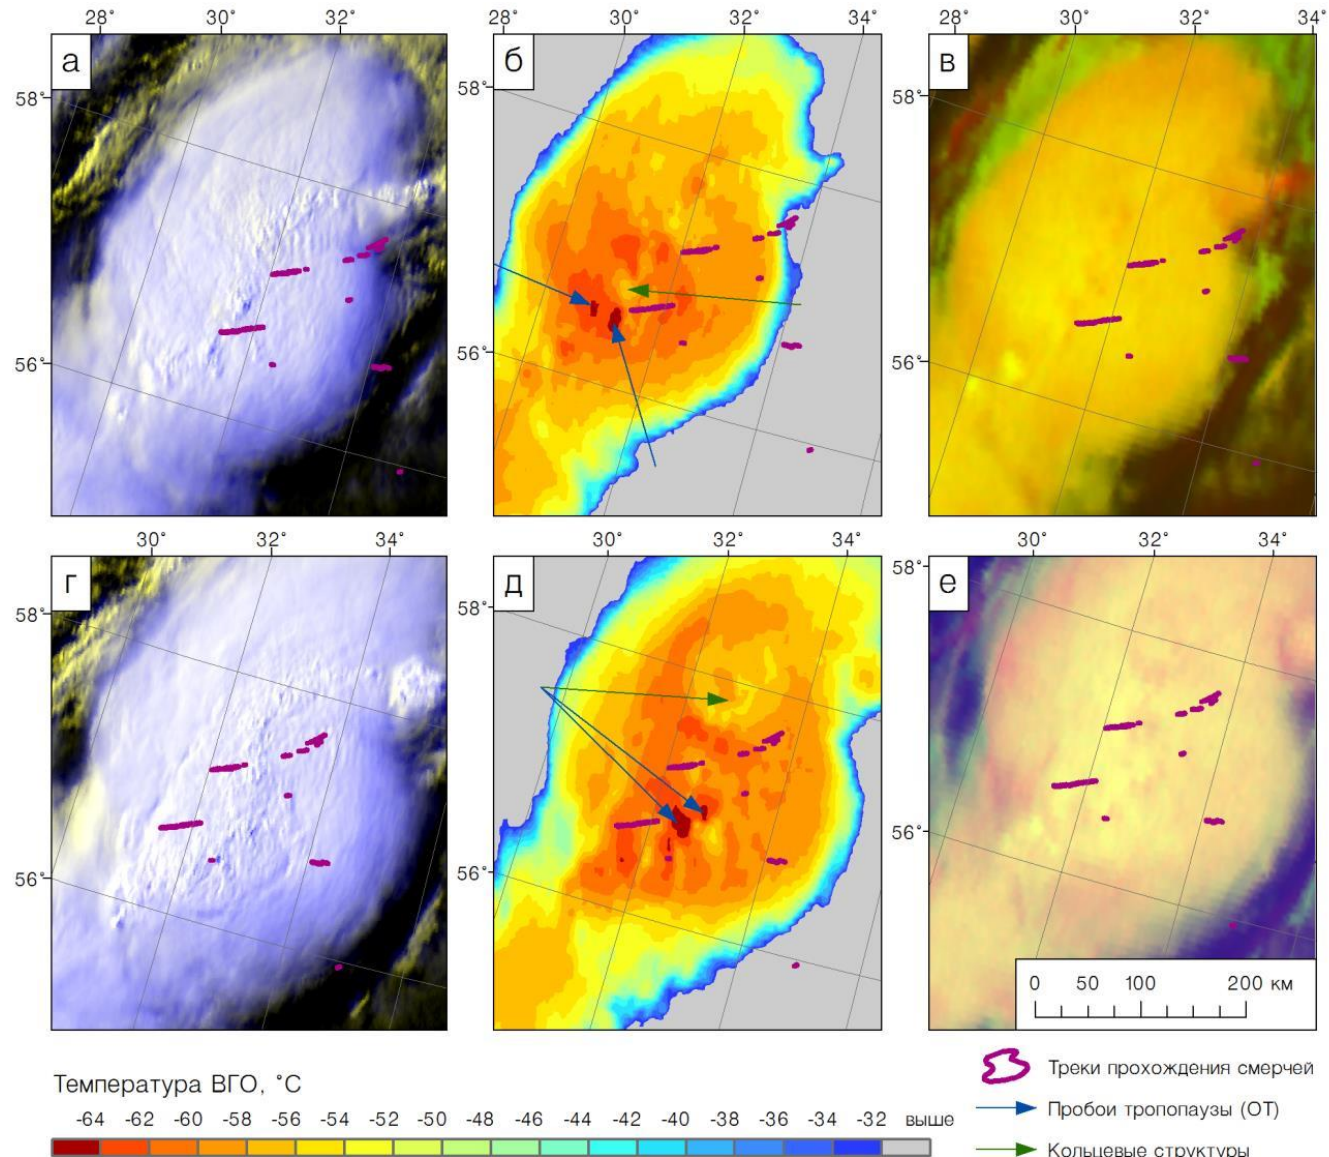 28° 30° 32° 30° 32° 34° 30° 32° 34°
а б в
58° 58° 58°
56° 56° 56°
30° 32° 34° 30° 32° 34° 30° 32° 34°
г д е
58° 58° 58°
56° 56° 56°
0 50 100 200 км
Температура ВГО, °C
-64 -62 -60 -58 -56 -54 -52 -50 -48 -46 -44 -42 -40 -38 -36 -34 -32 выше
Треки прохождения смерчей
Пробои тропопаузы (ОТ)
Кольцевые структуры